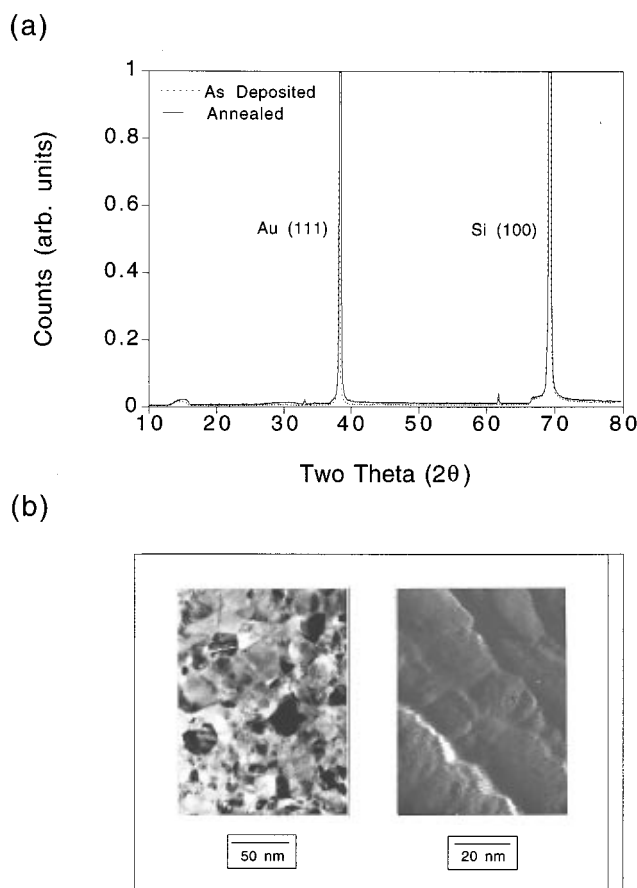 (a)
1
As Deposited
Annealed
0.8
0.6
Au (111)
Si (100)
0.4
0.2
0
10 20 30 40 50 60 70 80
Counts (arb. units)
Two Theta (2θ)
(b)
50 nm
20 nm